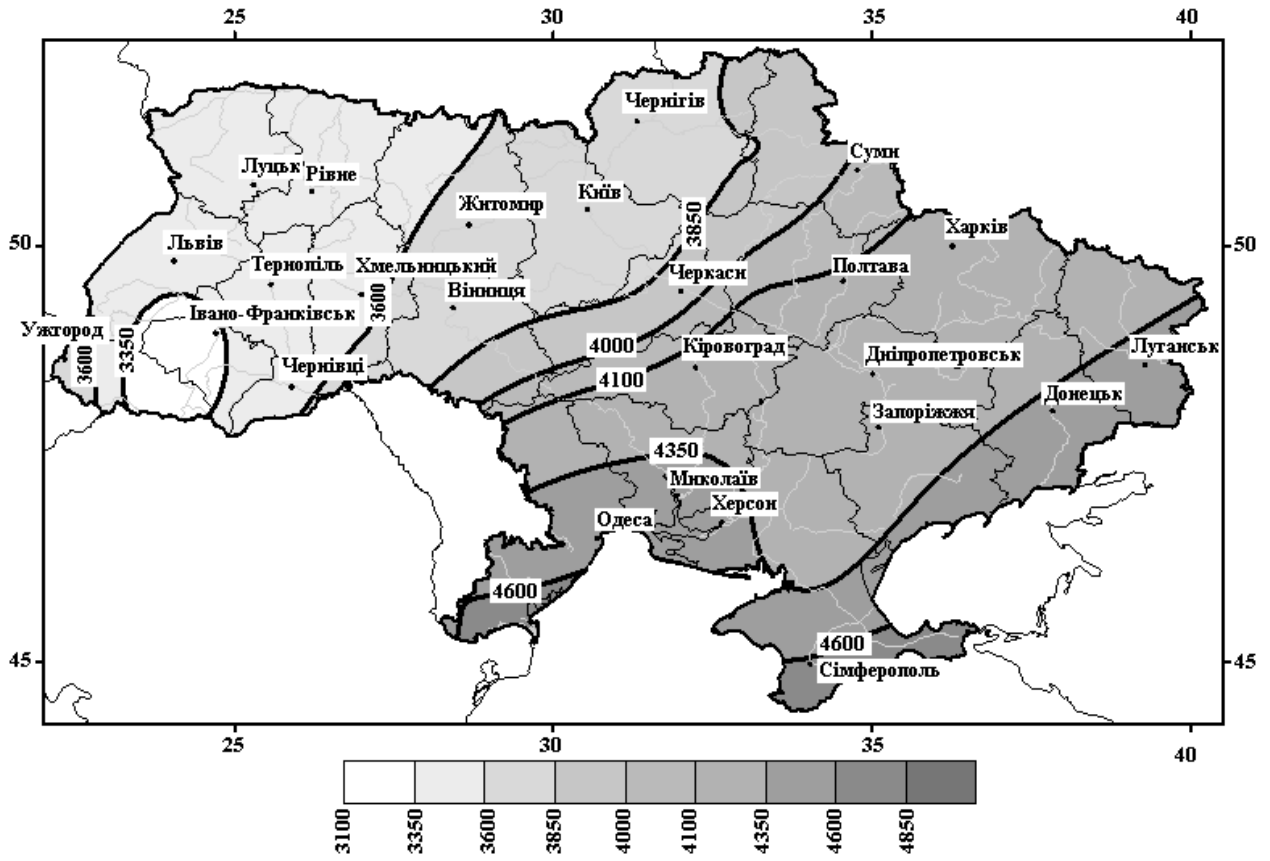 25
30
35
40
Чернігів
Суми
Луцьк
Рівне
Київ
Житомир
3850
Харків
50
50
Львів
Тернопіль
Хмельницький
Черкаси
Полтава
Вінниця
3600
Івано-Франківськ
Ужгород
3600
3350
Чернівці
4000
Кіровоград
Дніпропетровськ
Луганськ
4100
Донецьк
Запоріжжя
4350
Миколаїв
Херсон
Одеса
4600
4600
45
45
Сімферополь
25
30
35
40
3100
3350
3600
3850
4000
4100
4350
4600
4850